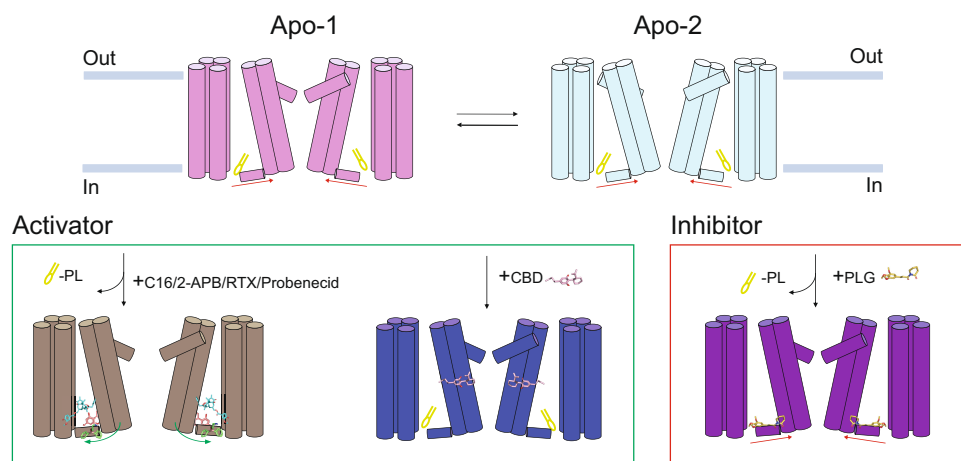 Apo-1
Apo-2
Out
Out
In
In
Activator
Inhibitor
-PL
+C16/2-APB/RTX/Probenecid
+CBD
-PL
+PLG